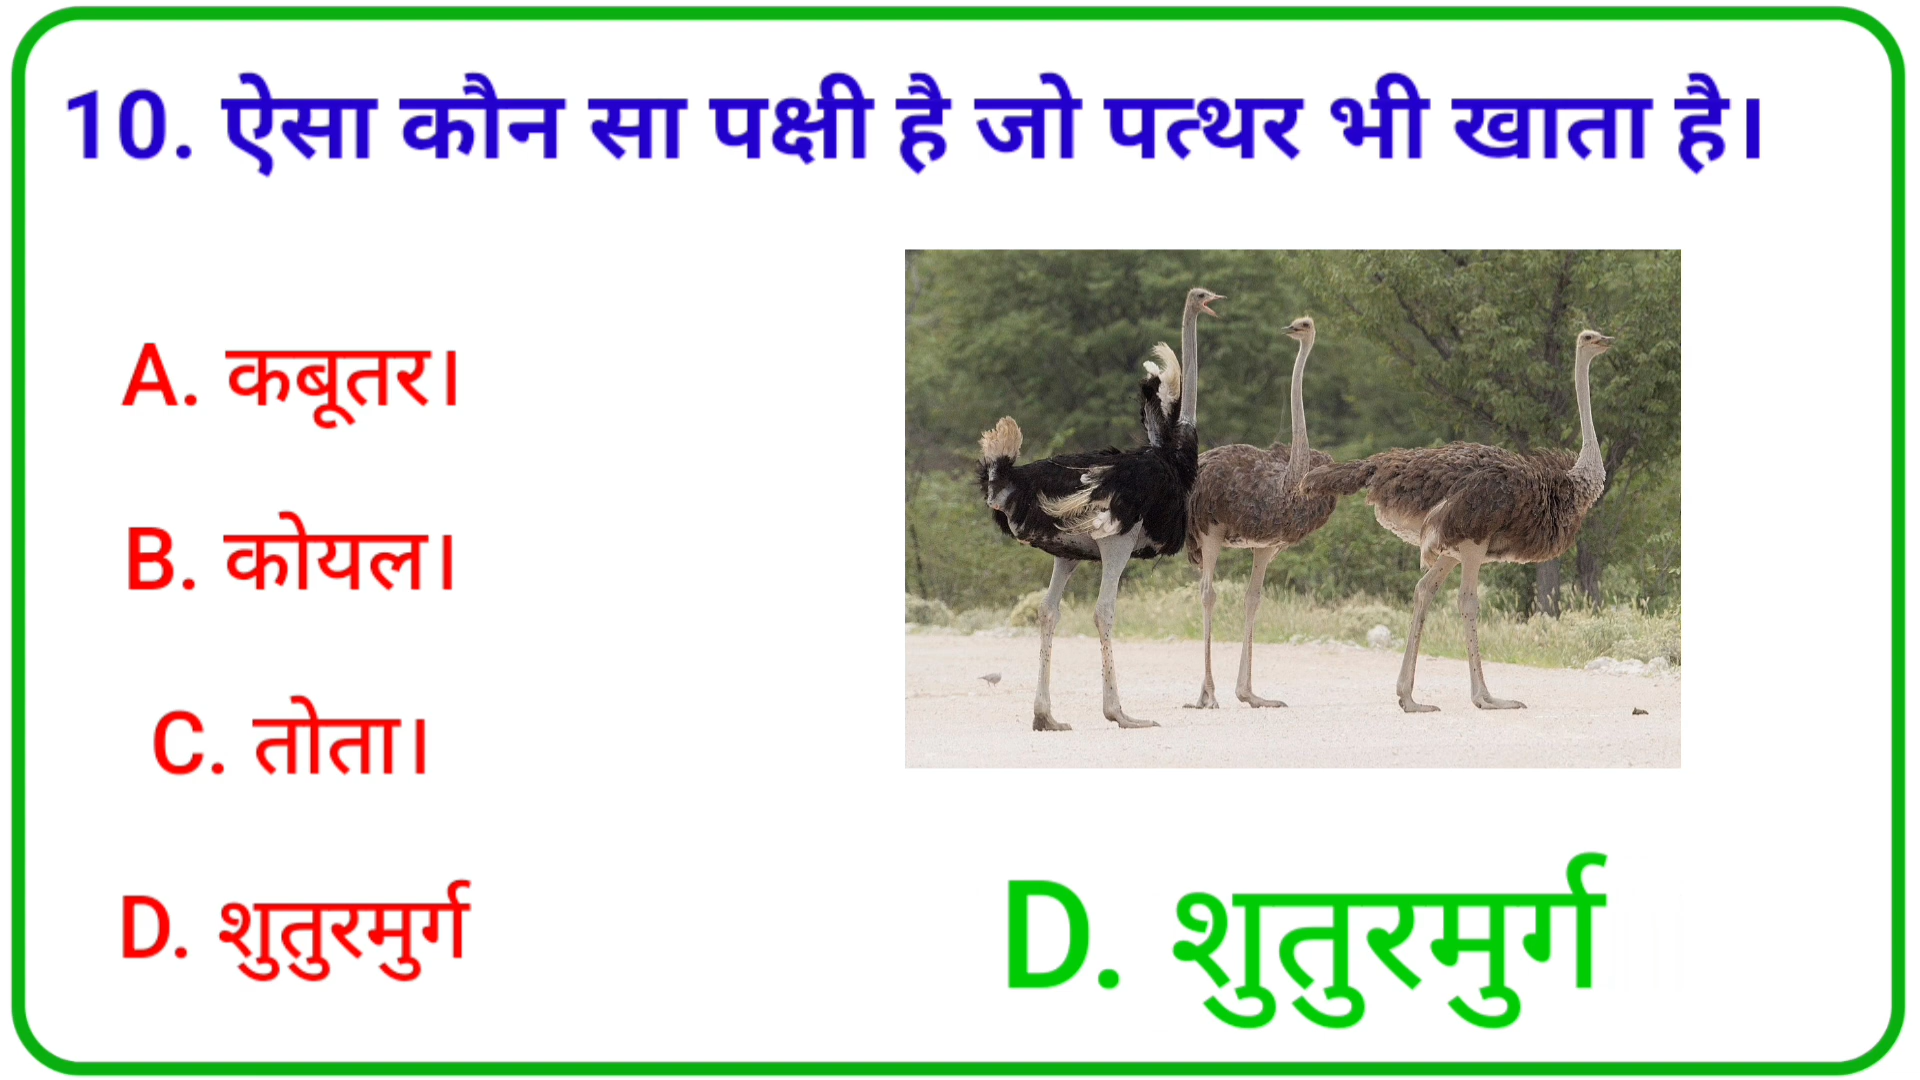 10. ऐसा कौन सा पक्षी है जो पत्थर भी खाता है।
A. कबूतर।
B. कोयल।
C. तोता।
D. शुतुरमुर्ग
D. शुतुरमुर्ग